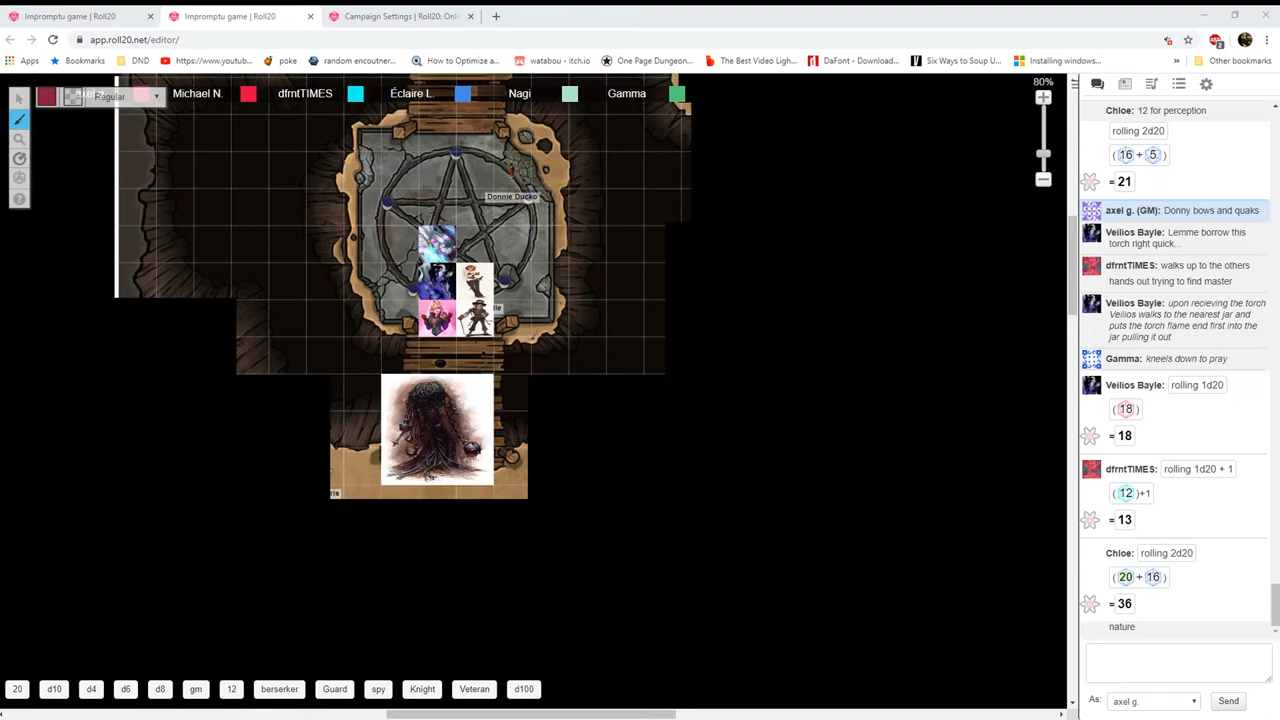 Impromptu game | Roll20
Impromptu game | Roll20
Campaign Settings | Roll20: Onli
app.roll20.net/editor/
Apps
Bookmarks
DND
https://www.youtub...
poke
random encoutner...
How to Optimize a...
watabou - itch.io
One Page Dungeon...
The Best Video Ligh...
DaFont - Downloa...
Six Ways to Soup U...
Installing windows...
Other bookmarks
Regular
Michael N.
dfrntTIMES
Éclaire L.
Nagi
Gamma
80%
Donnie Ducko
Chloe: 12 for perception
rolling 2d20
(16 + 5)
= 21
axel g. (GM): Donny bows and quaks
Veilios Bayle: Lemme borrow this
torch right quick...
dfrntTIMES: walks up to the others
hands out trying to find master
Veilios Bayle: upon recieving the torch
Veilios walks to the nearest jar and
puts the torch flame end first into the
jar pulling it out
Gamma: kneels down to pray
Veilios Bayle: rolling 1d20
(18)
= 18
dfrntTIMES: rolling 1d20 + 1
(12)+1
= 13
Chloe: rolling 2d20
(20 + 16)
= 36
nature
20
d10
d4
d6
d8
gm
12
berserker
Guard
spy
Knight
Veteran
d100
As:
axel g.
Send